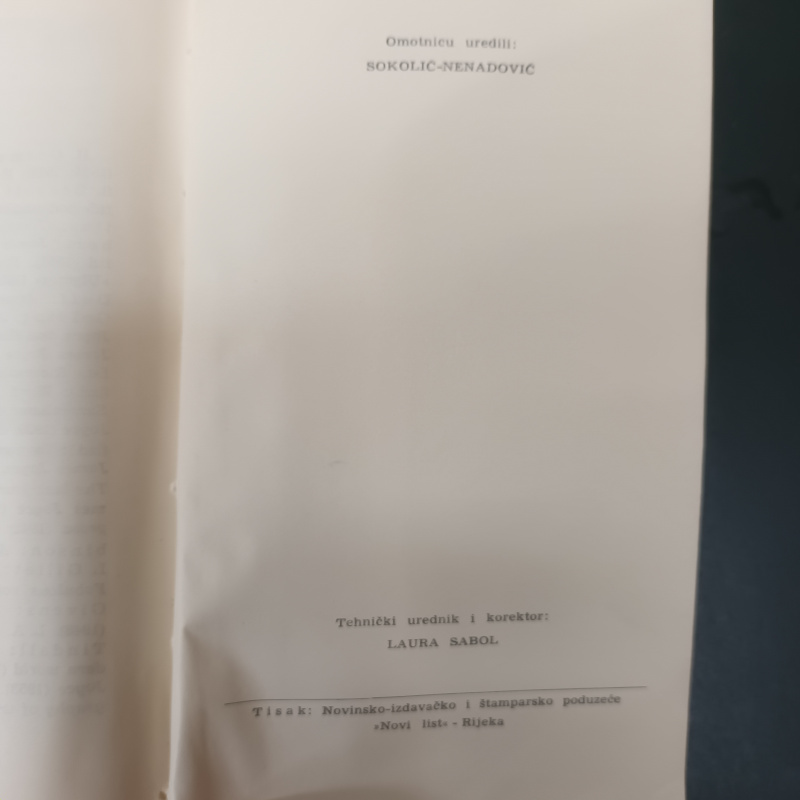 Omotnicu uredili:
SOKOLIĆ-NENADOVIĆ
Tehnički urednik i korektor:
LAURA SABOL
Tisak: Novinsko-izdavačko i štamparsko poduzeće
»Novi list« - Rijeka